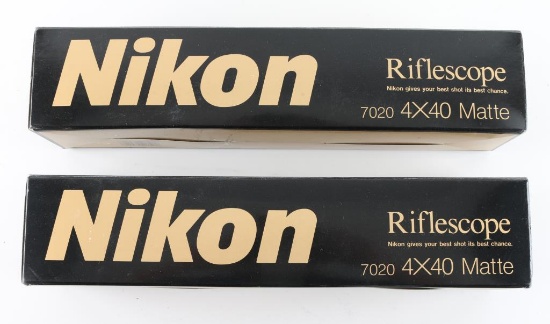 Nikon
Riflescope
Nikon gives your best shot its best chance.
7020 4X40 Matte
Nikon
Riflescope
Nikon gives your best shot its best chance.
7020 4X40 Matte